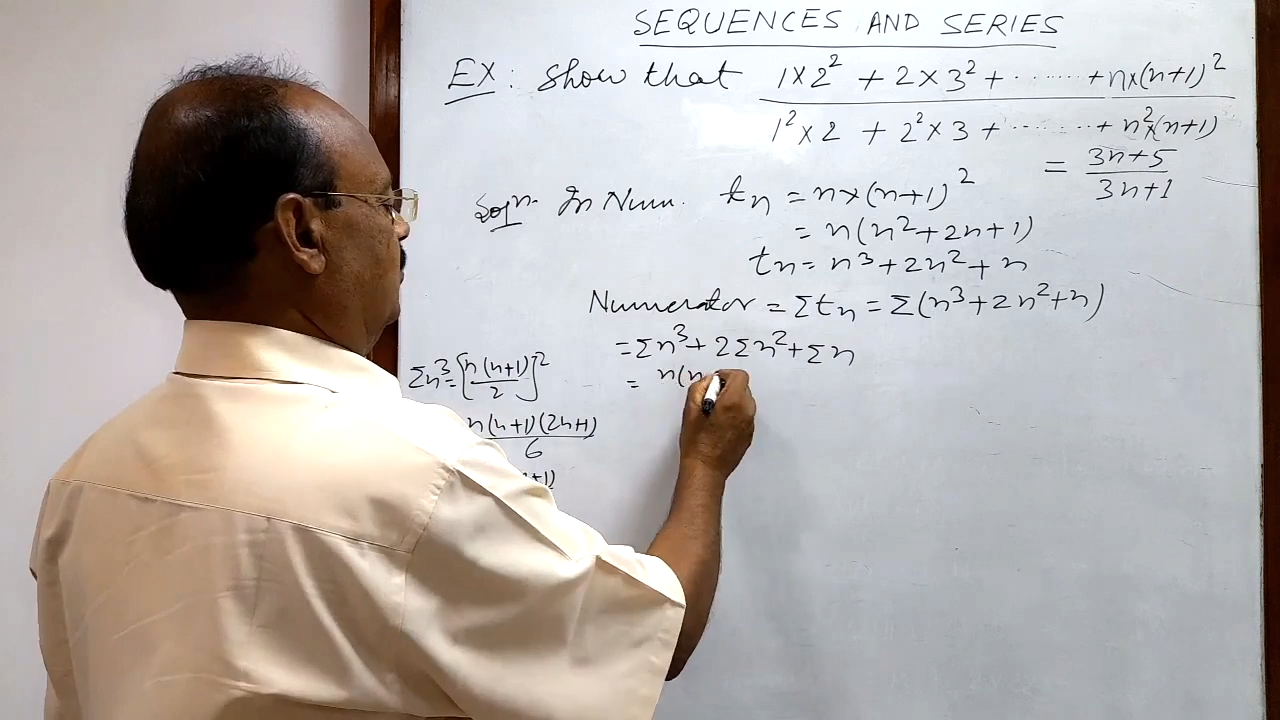 SEQUENCES AND SERIES
EX: Show that (1×2² + 2×3² + ....... + n×(n+1)²) / (1²×2 + 2²×3 + ....... + n²×(n+1))
= (3n+5) / (3n+1)
Solⁿ. In Num. tn = n×(n+1)²
= n(n²+2n+1)
tn = n³+2n²+n
Numerator = Σtn = Σ(n³+2n²+n)
= Σn³+2Σn²+Σn
= n(n
Σn³ = [n(n+1)/2]²
n(n+1)(2n+1)/6
+1)